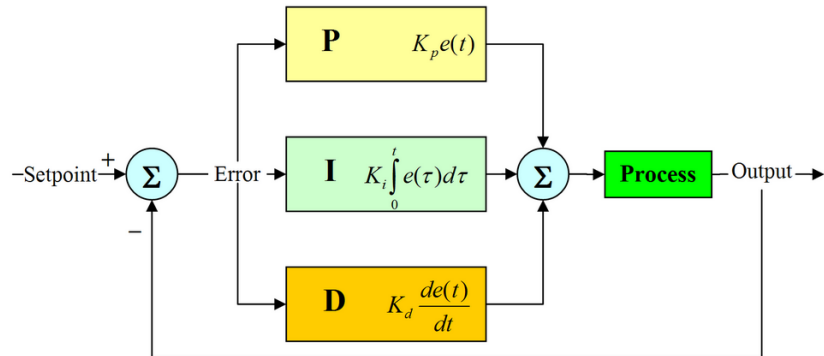 P K_p e(t)
Setpoint + Σ Error I K_i ∫_0^t e(τ)dτ Σ Process Output
−
D K_d de(t)/dt